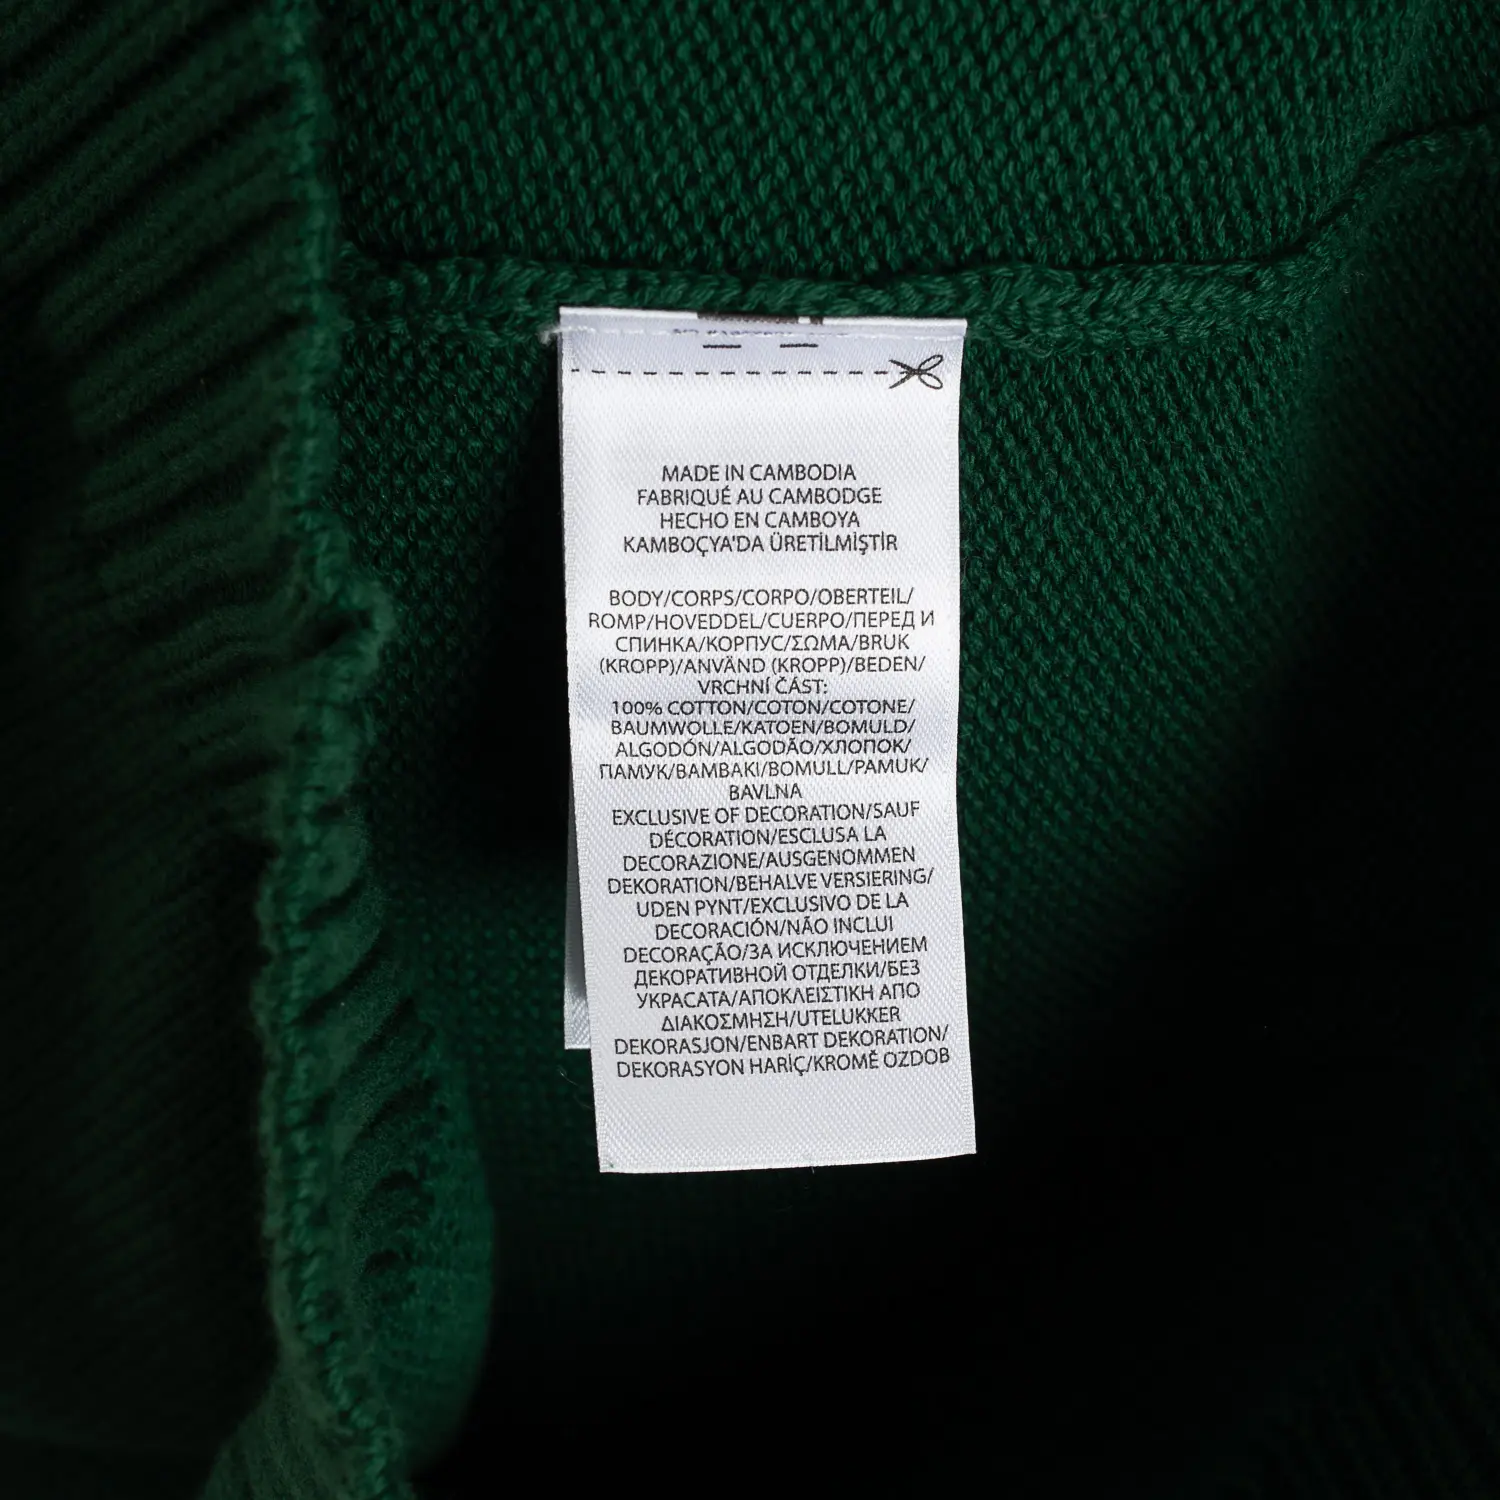 MADE IN CAMBODIA
FABRIQUÉ AU CAMBODGE
HECHO EN CAMBOYA
KAMBOÇYA'DA ÜRETİLMİŞTİR
BODY/CORPS/CORPO/OBERTEIL/
ROMP/HOVEDDEL/CUERPO/ПЕРЕД И
СПИНКА/КОРПУС/ΣΩΜΑ/BRUK
(KROPP)/ANVÄND (KROPP)/BEDEN/
VRCHNÍ ČÁST:
100% COTTON/COTON/COTONE/
BAUMWOLLE/KATOEN/BOMULD/
ALGODÓN/ALGODÃO/ХЛОПОК/
ПАМУК/BAMBAKI/BOMULL/PAMUK/
BAVLNA
EXCLUSIVE OF DECORATION/SAUF
DÉCORATION/ESCLUSA LA
DECORAZIONE/AUSGENOMMEN
DEKORATION/BEHALVE VERSIERING/
UDEN PYNT/EXCLUSIVO DE LA
DECORACIÓN/NÃO INCLUI
DECORAÇÃO/ЗА ИСКЛЮЧЕНИЕМ
ДЕКОРАТИВНОЙ ОТДЕЛКИ/БЕЗ
УКРАСАТА/ΑΠΟΚΛΕΙΣΤΙΚΗ ΑΠΟ
ΔΙΑΚΟΣΜΗΣΗ/UTELUKKER
DEKORASJON/ENBART DEKORATION/
DEKORASYON HARİÇ/KROMĚ OZDOB